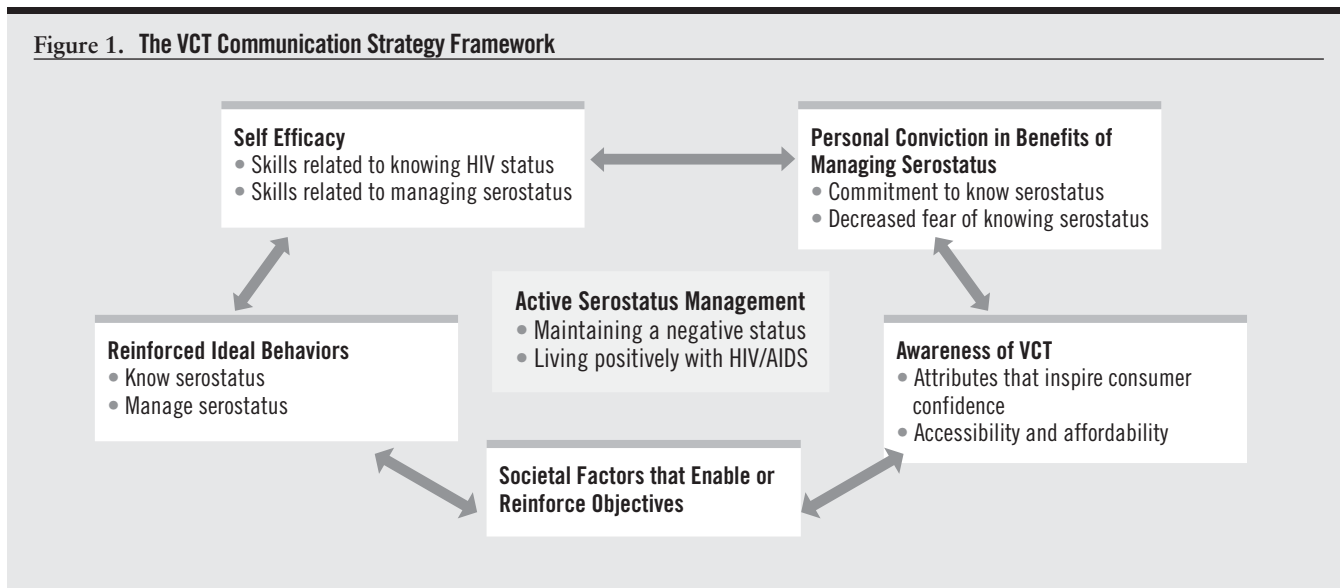 Figure 1. The VCT Communication Strategy Framework
Self Efficacy
• Skills related to knowing HIV status
• Skills related to managing serostatus
Personal Conviction in Benefits of
Managing Serostatus
• Commitment to know serostatus
• Decreased fear of knowing serostatus
Active Serostatus Management
• Maintaining a negative status
• Living positively with HIV/AIDS
Reinforced Ideal Behaviors
• Know serostatus
• Manage serostatus
Awareness of VCT
• Attributes that inspire consumer
confidence
• Accessibility and affordability
Societal Factors that Enable or
Reinforce Objectives